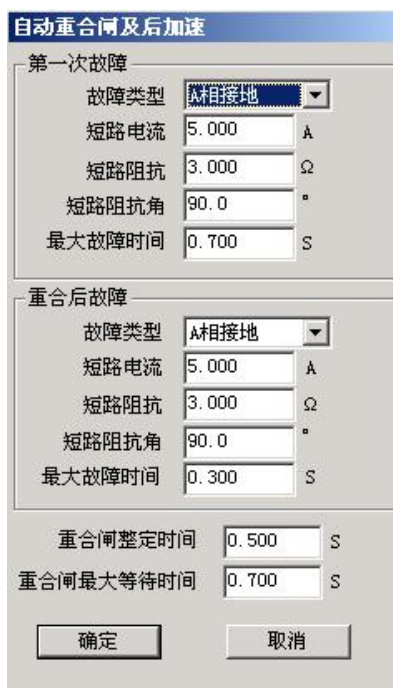 自动重合闸及后加速
第一次故障
故障类型 A相接地
短路电流 5.000 A
短路阻抗 3.000 Ω
短路阻抗角 90.0 °
最大故障时间 0.700 S
重合后故障
故障类型 A相接地
短路电流 5.000 A
短路阻抗 3.000 Ω
短路阻抗角 90.0 °
最大故障时间 0.300 S
重合闸整定时间 0.500 S
重合闸最大等待时间 0.700 S
确定 取消